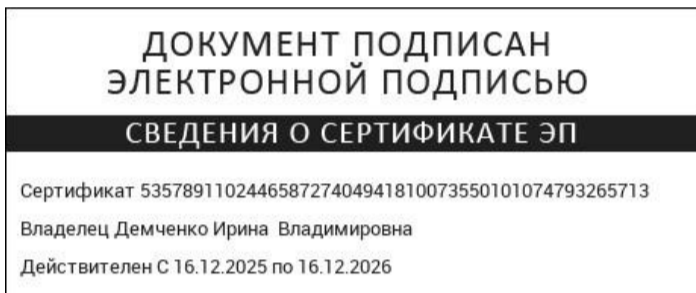 ДОКУМЕНТ ПОДПИСАН
ЭЛЕКТРОННОЙ ПОДПИСЬЮ
СВЕДЕНИЯ О СЕРТИФИКАТЕ ЭП
Сертификат 535789110244658727404941810073550101074793265713
Владелец Демченко Ирина Владимировна
Действителен С 16.12.2025 по 16.12.2026